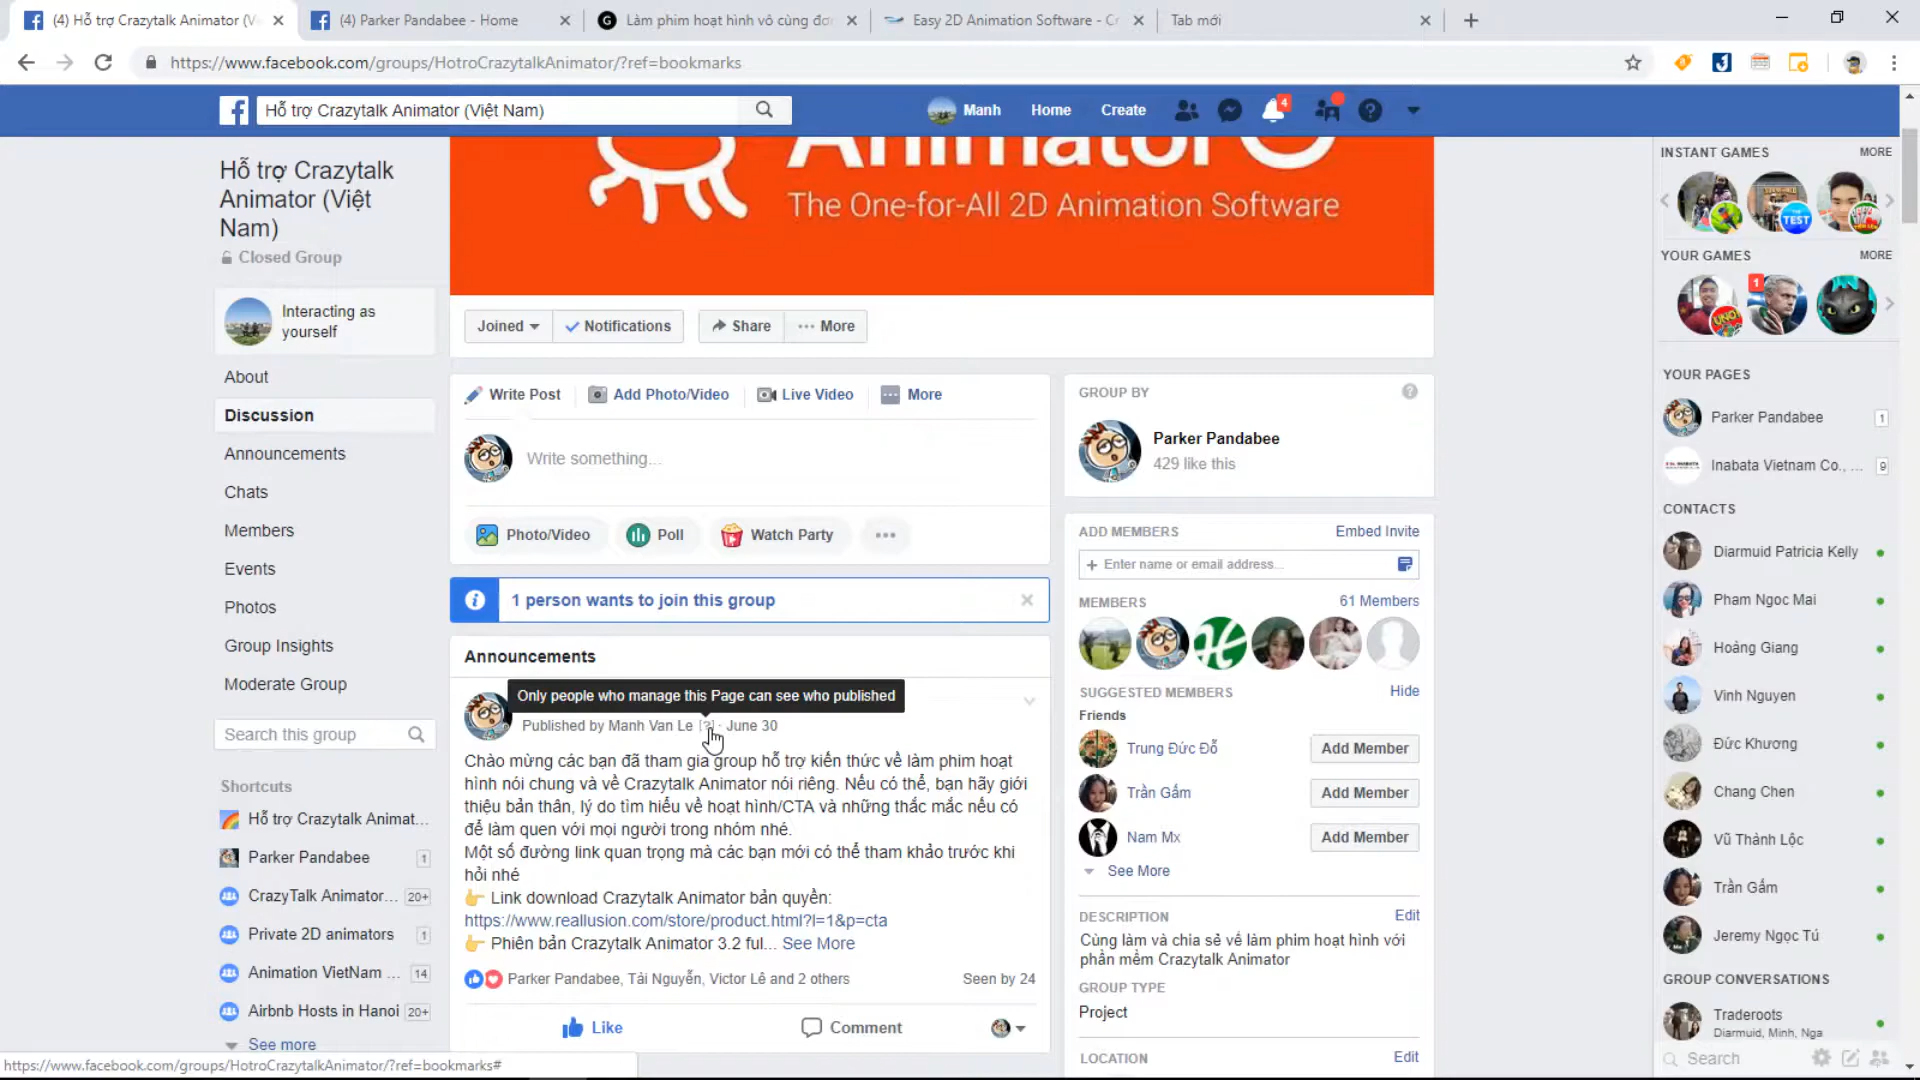 (4) Hỗ trợ Crazytalk Animator (V
(4) Parker Pandabee - Home
Làm phim hoạt hình vô cùng đơ
Easy 2D Animation Software - Cr
Tab mới
https://www.facebook.com/groups/HotroCrazytalkAnimator/?ref=bookmarks
Hỗ trợ Crazytalk Animator (Việt Nam)
Manh
Home
Create
4
Hỗ trợ Crazytalk
Animator (Việt
Nam)
Closed Group
Interacting as
yourself
About
Discussion
Announcements
Chats
Members
Events
Photos
Group Insights
Moderate Group
Search this group
Shortcuts
Hỗ trợ Crazytalk Animat...
Parker Pandabee 1
CrazyTalk Animator... 20+
Private 2D animators 1
Animation VietNam ... 14
Airbnb Hosts in Hanoi 20+
See more
Animator
The One-for-All 2D Animation Software
Joined
Notifications
Share
More
Write Post
Add Photo/Video
Live Video
More
Write something...
Photo/Video
Poll
Watch Party
1 person wants to join this group
Announcements
Only people who manage this Page can see who published
Published by Manh Van Le [?] · June 30
Chào mừng các bạn đã tham gia group hỗ trợ kiến thức về làm phim hoạt
hình nói chung và về Crazytalk Animator nói riêng. Nếu có thể, bạn hãy giới
thiệu bản thân, lý do tìm hiểu về hoạt hình/CTA và những thắc mắc nếu có
để làm quen với mọi người trong nhóm nhé.
Một số đường link quan trọng mà các bạn mới có thể tham khảo trước khi
hỏi nhé
Link download Crazytalk Animator bản quyền:
https://www.reallusion.com/store/product.html?l=1&p=cta
Phiên bản Crazytalk Animator 3.2 ful... See More
Parker Pandabee, Tài Nguyễn, Victor Lê and 2 others
Seen by 24
Like
Comment
GROUP BY
Parker Pandabee
429 like this
ADD MEMBERS
Embed Invite
+ Enter name or email address...
MEMBERS
61 Members
SUGGESTED MEMBERS
Hide
Friends
Trung Đức Đỗ
Add Member
Trần Gấm
Add Member
Nam Mx
Add Member
See More
DESCRIPTION
Edit
Cùng làm và chia sẻ về làm phim hoạt hình với
phần mềm Crazytalk Animator
GROUP TYPE
Project
LOCATION
Edit
INSTANT GAMES
MORE
TEST
YOUR GAMES
MORE
1
UNO
YOUR PAGES
Parker Pandabee 1
Inabata Vietnam Co., ... 9
CONTACTS
Diarmuid Patricia Kelly
Pham Ngoc Mai
Hoàng Giang
Vinh Nguyen
Đức Khương
Chang Chen
Vũ Thành Lộc
Trần Gấm
Jeremy Ngọc Tú
GROUP CONVERSATIONS
Traderoots
Diarmuid, Minh, Nga
Search
https://www.facebook.com/groups/HotroCrazytalkAnimator/?ref=bookmarks#